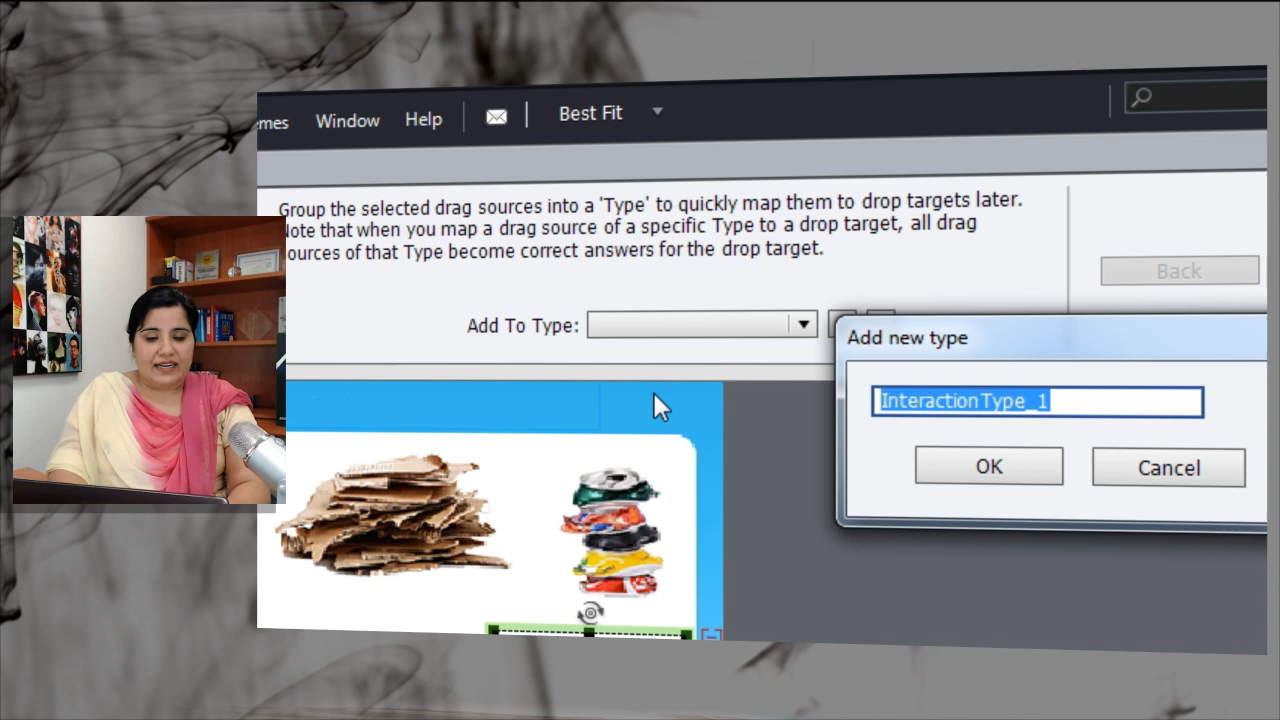 Window Help Best Fit
Group the selected drag sources into a 'Type' to quickly map them to drop targets later.
Note that when you map a drag source of a specific Type to a drop target, all drag
ources of that Type become correct answers for the drop target.
Back
Add To Type:
Add new type
InteractionType_1
OK Cancel